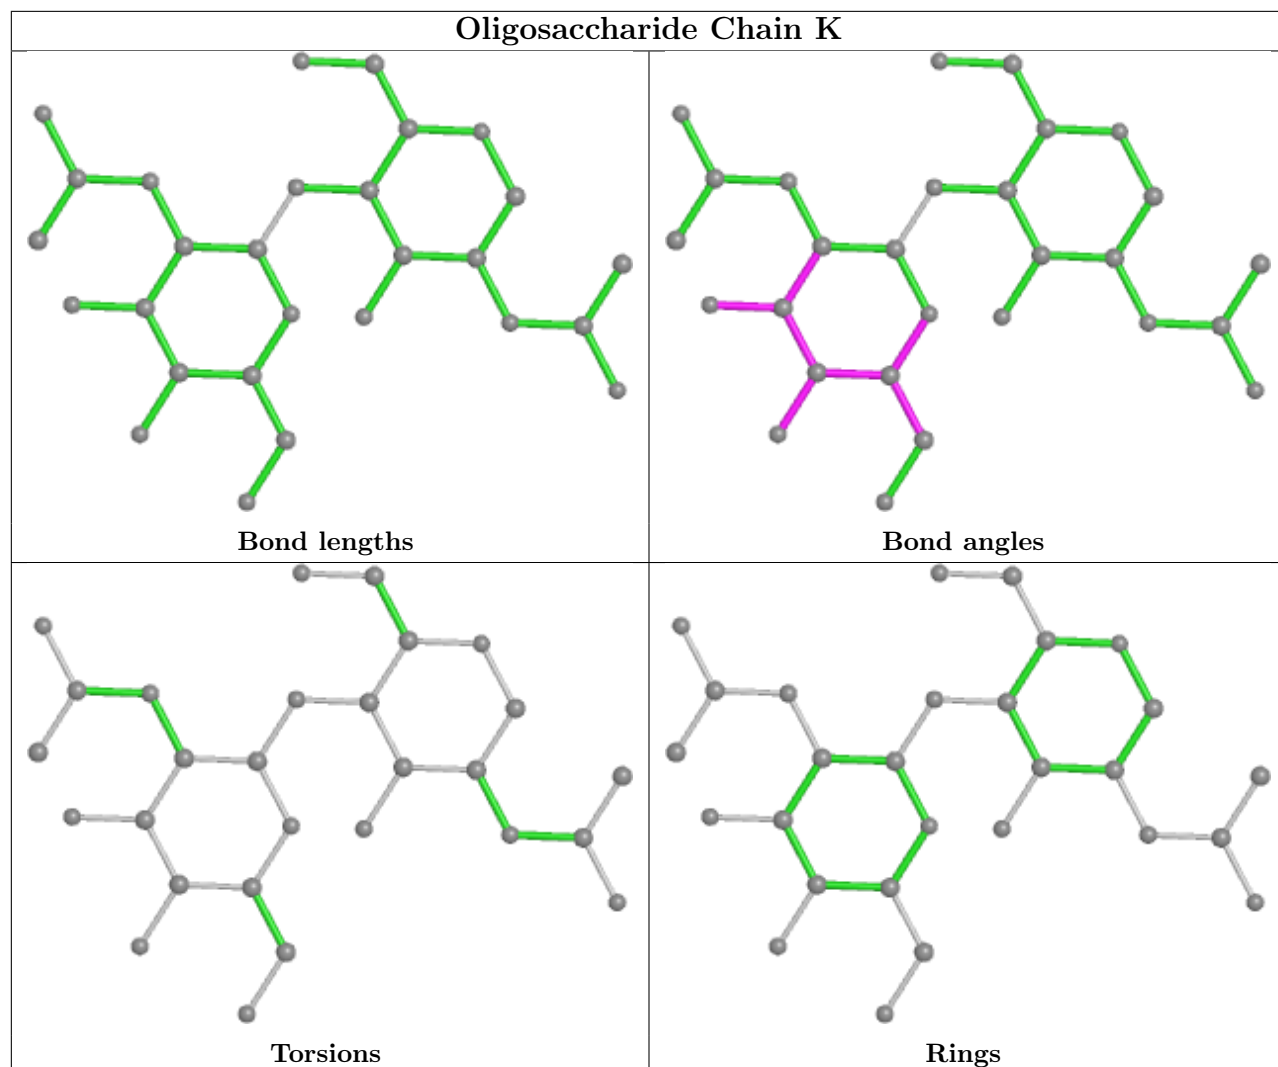 Oligosaccharide Chain K
Bond lengths
Bond angles
Torsions
Rings